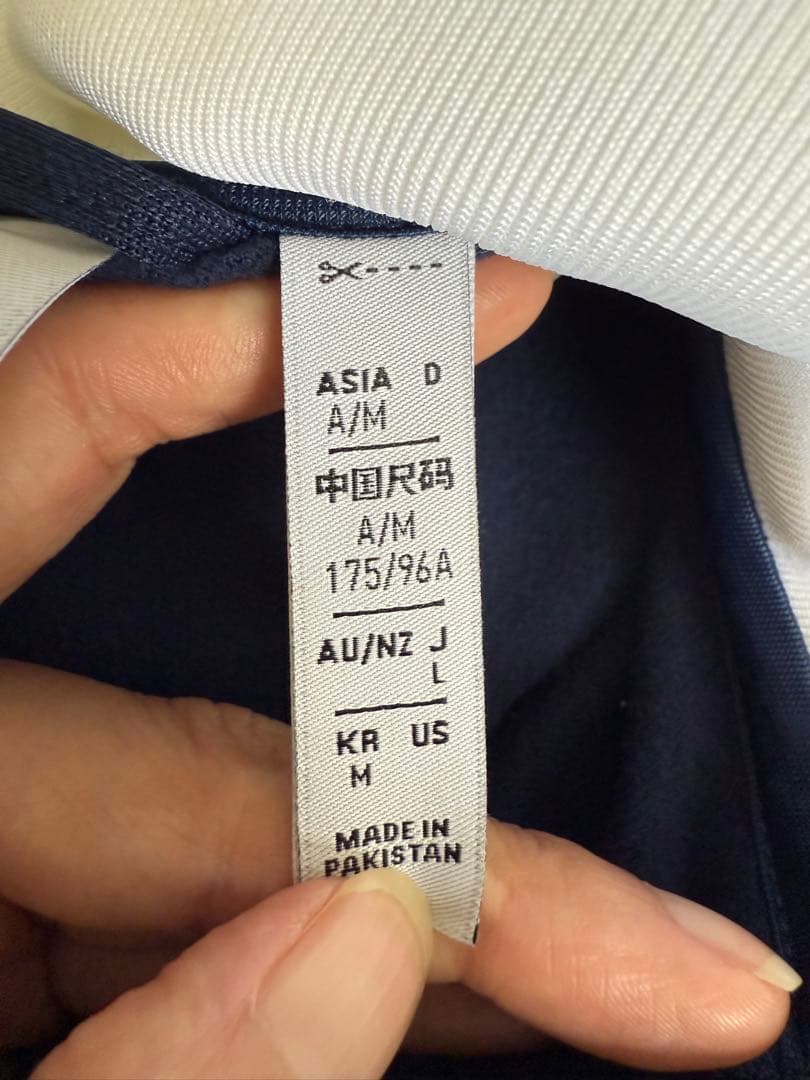 ASIA D
A/M
中国尺码
A/M
175/96A
AU/NZ J
L
KR US
M
MADE IN
PAKISTAN